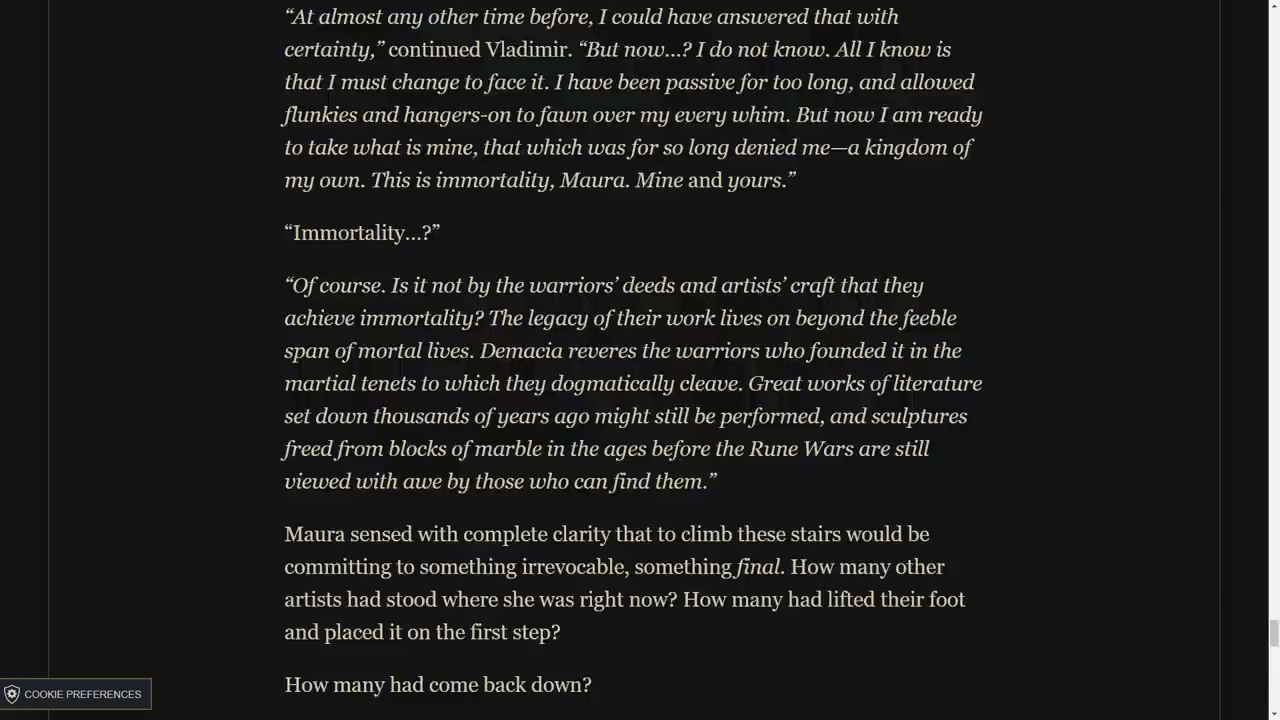 “At almost any other time before, I could have answered that with
certainty,” continued Vladimir. “But now...? I do not know. All I know is
that I must change to face it. I have been passive for too long, and allowed
flunkies and hangers-on to fawn over my every whim. But now I am ready
to take what is mine, that which was for so long denied me—a kingdom of
my own. This is immortality, Maura. Mine and yours.”
“Immortality...?”
“Of course. Is it not by the warriors’ deeds and artists’ craft that they
achieve immortality? The legacy of their work lives on beyond the feeble
span of mortal lives. Demacia reveres the warriors who founded it in the
martial tenets to which they dogmatically cleave. Great works of literature
set down thousands of years ago might still be performed, and sculptures
freed from blocks of marble in the ages before the Rune Wars are still
viewed with awe by those who can find them.”
Maura sensed with complete clarity that to climb these stairs would be
committing to something irrevocable, something final. How many other
artists had stood where she was right now? How many had lifted their foot
and placed it on the first step?
How many had come back down?
COOKIE PREFERENCES